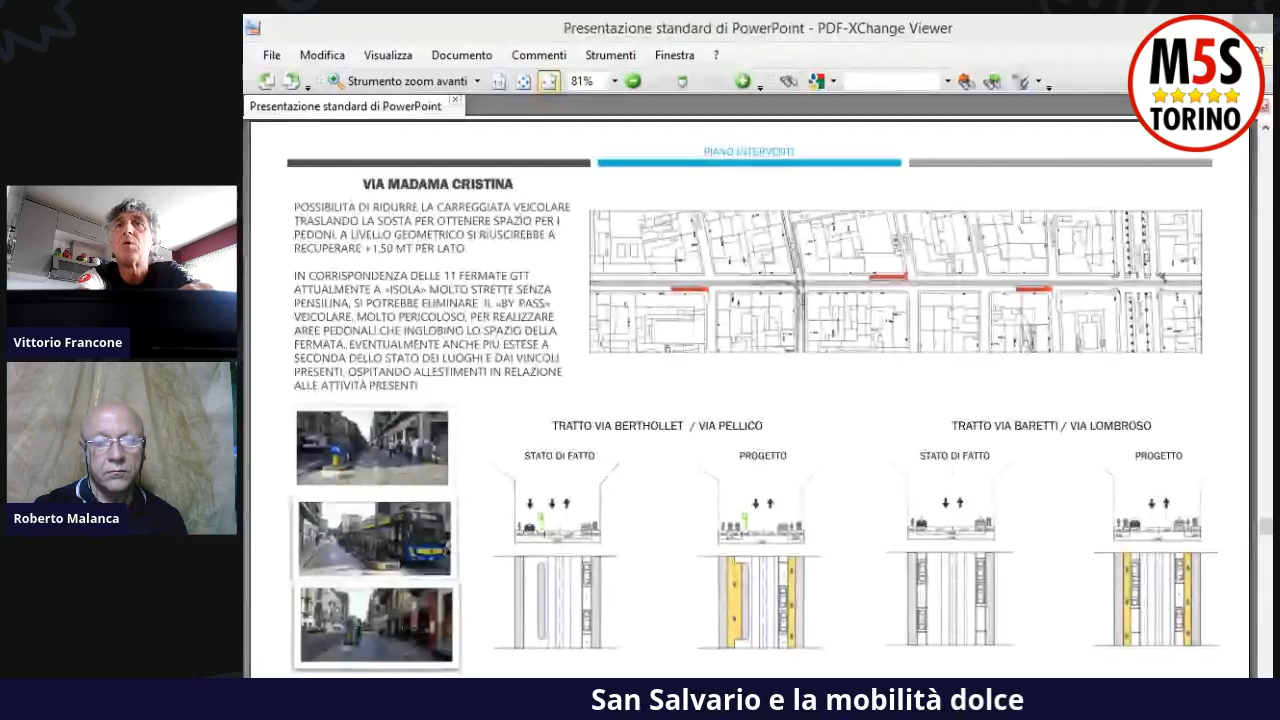 Presentazione standard di PowerPoint - PDF-XChange Viewer
File Modifica Visualizza Documento Commenti Strumenti Finestra ?
Strumento zoom avanti 81%
Presentazione standard di PowerPoint
M5S
TORINO
PIANO INTERVENTI
VIA MADAMA CRISTINA
POSSIBILITÀ DI RIDURRE LA CARREGGIATA VEICOLARE
TRASLANDO LA SOSTA PER OTTENERE SPAZIO PER I
PEDONI. A LIVELLO GEOMETRICO SI RIUSCIREBBE A
RECUPERARE +1.50 MT PER LATO
IN CORRISPONDENZA DELLE 11 FERMATE GTT
ATTUALMENTE A «ISOLA» MOLTO STRETTE SENZA
PENSILINA, SI POTREBBE ELIMINARE IL «BY PASS»
VEICOLARE, MOLTO PERICOLOSO, PER REALIZZARE
AREE PEDONALI CHE INGLOBINO LO SPAZIO DELLA
FERMATA. EVENTUALMENTE ANCHE PIÙ ESTESE A
SECONDA DELLO STATO DEI LUOGHI E DAI VINCOLI
PRESENTI, OSPITANDO ALLESTIMENTI IN RELAZIONE
ALLE ATTIVITÀ PRESENTI
TRATTO VIA BERTHOLLET / VIA PELLICO
TRATTO VIA BARETTI / VIA LOMBROSO
STATO DI FATTO
PROGETTO
STATO DI FATTO
PROGETTO
Vittorio Francone
Roberto Malanca
San Salvario e la mobilità dolce